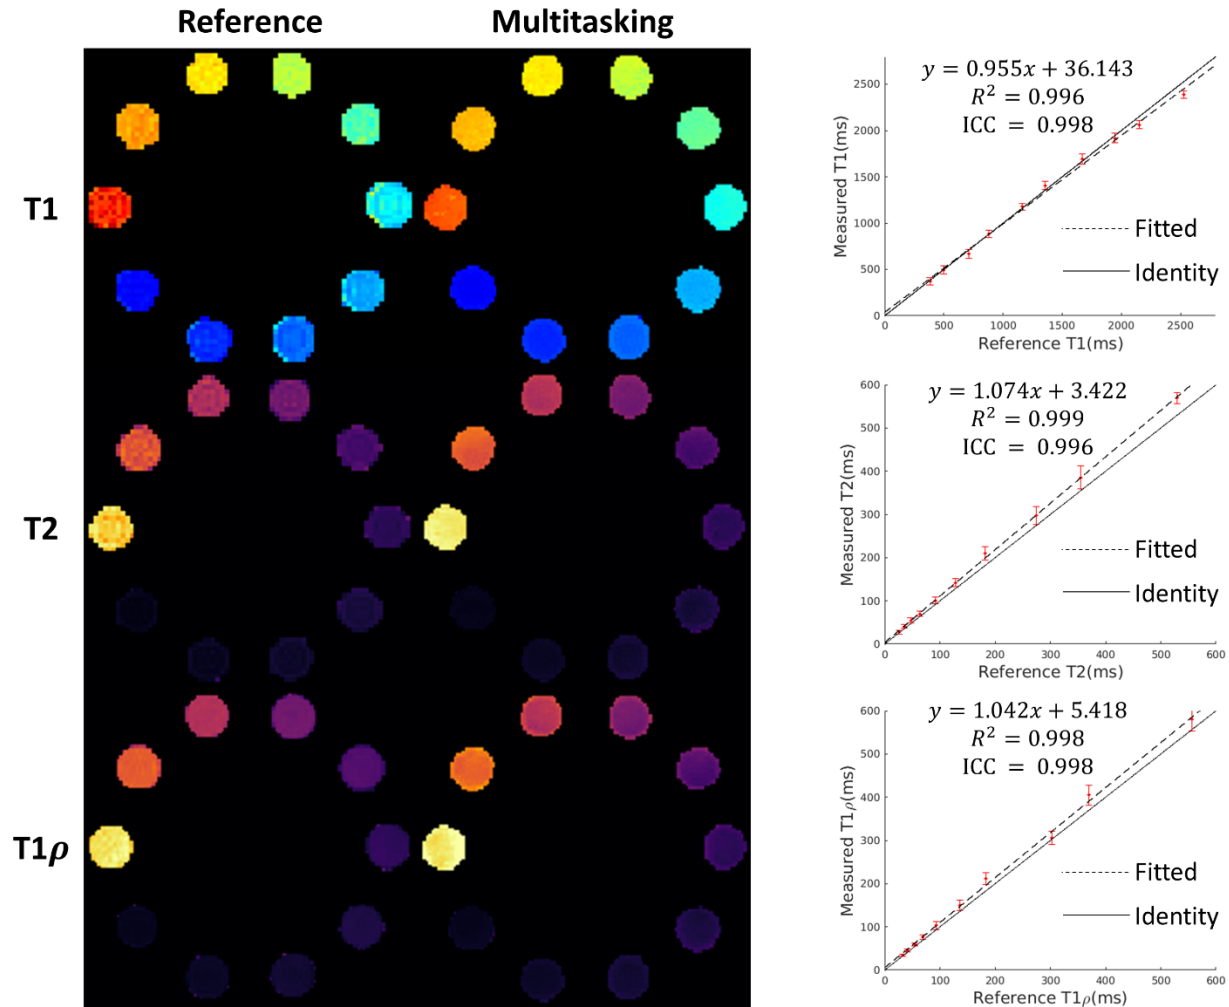 Reference
Multitasking
T1
T2
T1ρ
y = 0.955x + 36.143
R² = 0.996
ICC = 0.998
Measured T1(ms)
2500
2000
1500
1000
500
0
Fitted
Identity
0 500 1000 1500 2000 2500
Reference T1(ms)
y = 1.074x + 3.422
R² = 0.999
ICC = 0.996
Measured T2(ms)
600
500
400
300
200
100
0
Fitted
Identity
0 100 200 300 400 500 600
Reference T2(ms)
y = 1.042x + 5.418
R² = 0.998
ICC = 0.998
Measured T1ρ(ms)
600
500
400
300
200
100
0
Fitted
Identity
0 100 200 300 400 500 600
Reference T1ρ(ms)